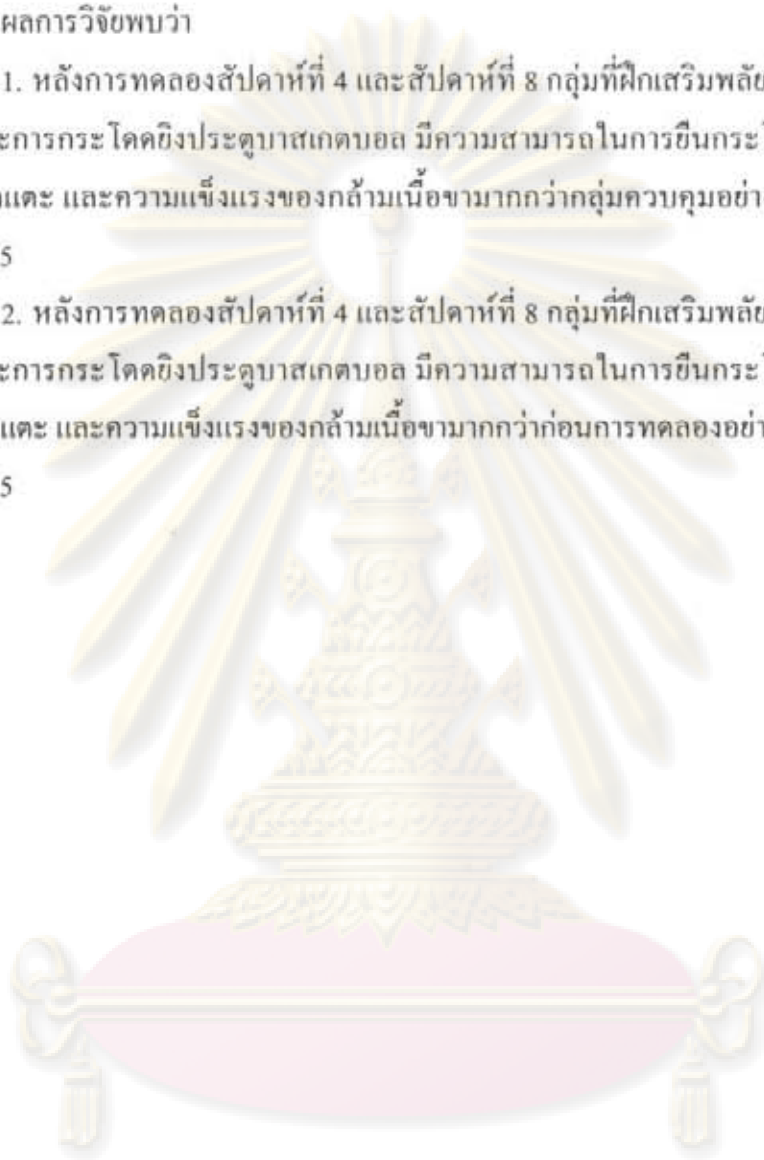 ผลการวิจัยพบว่า
1. หลังการทดลองสัปดาห์ที่ 4 และสัปดาห์ที่ 8 กลุ่มที่ฝึกเสริมพลัย
ะการกระโดดยิงประตูบาสเกตบอล มีความสามารถในการยืนกระโ
แตะ และความแข็งแรงของกล้ามเนื้อขามากกว่ากลุ่มควบคุมอย่า
5
2. หลังการทดลองสัปดาห์ที่ 4 และสัปดาห์ที่ 8 กลุ่มที่ฝึกเสริมพลัย
ะการกระโดดยิงประตูบาสเกตบอล มีความสามารถในการยืนกระโ
แตะ และความแข็งแรงของกล้ามเนื้อขามากกว่าก่อนการทดลองอย่า
5